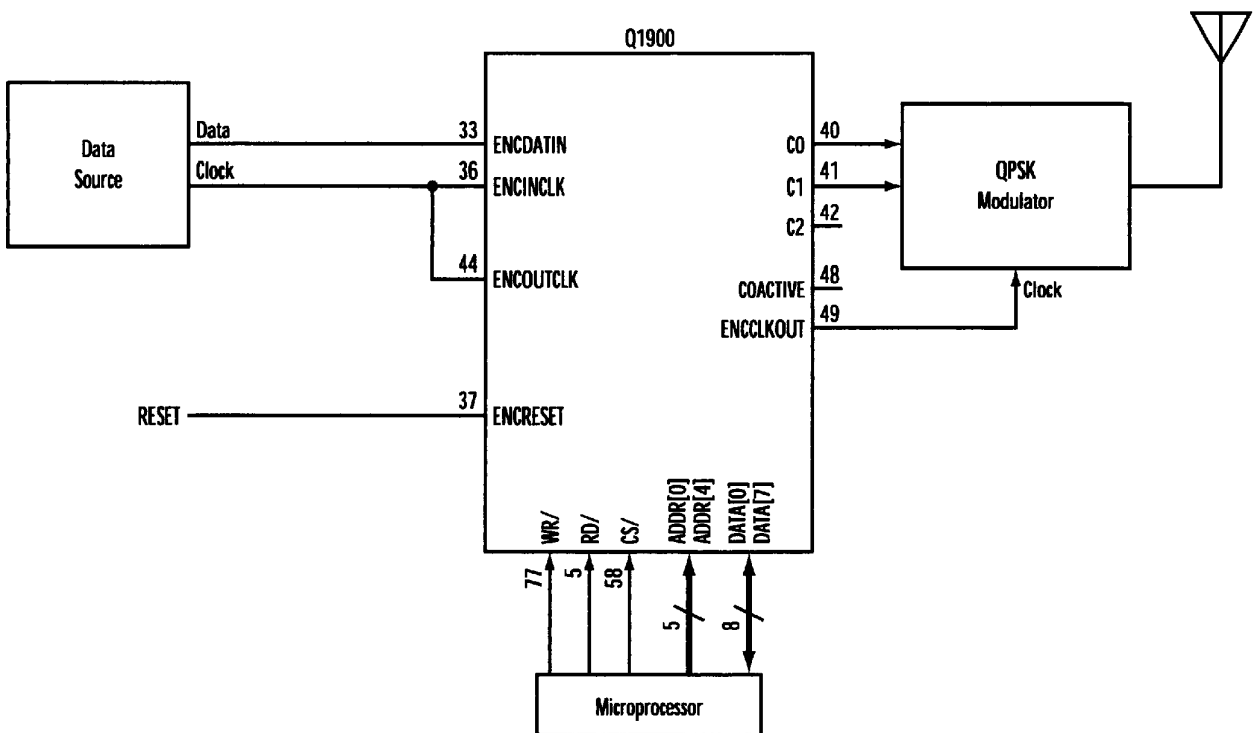 Q1900
Data
Source
Data
Clock
33
36
44
37
ENCDATIN
ENCINCLK
ENCOUTCLK
ENCRESET
RESET
C0
C1
C2
COACTIVE
ENCCLKOUT
40
41
42
48
49
QPSK
Modulator
Clock
WR/
RD/
CS/
ADDR[0]
ADDR[4]
DATA[0]
DATA[7]
77
5
58
5
8
Microprocessor